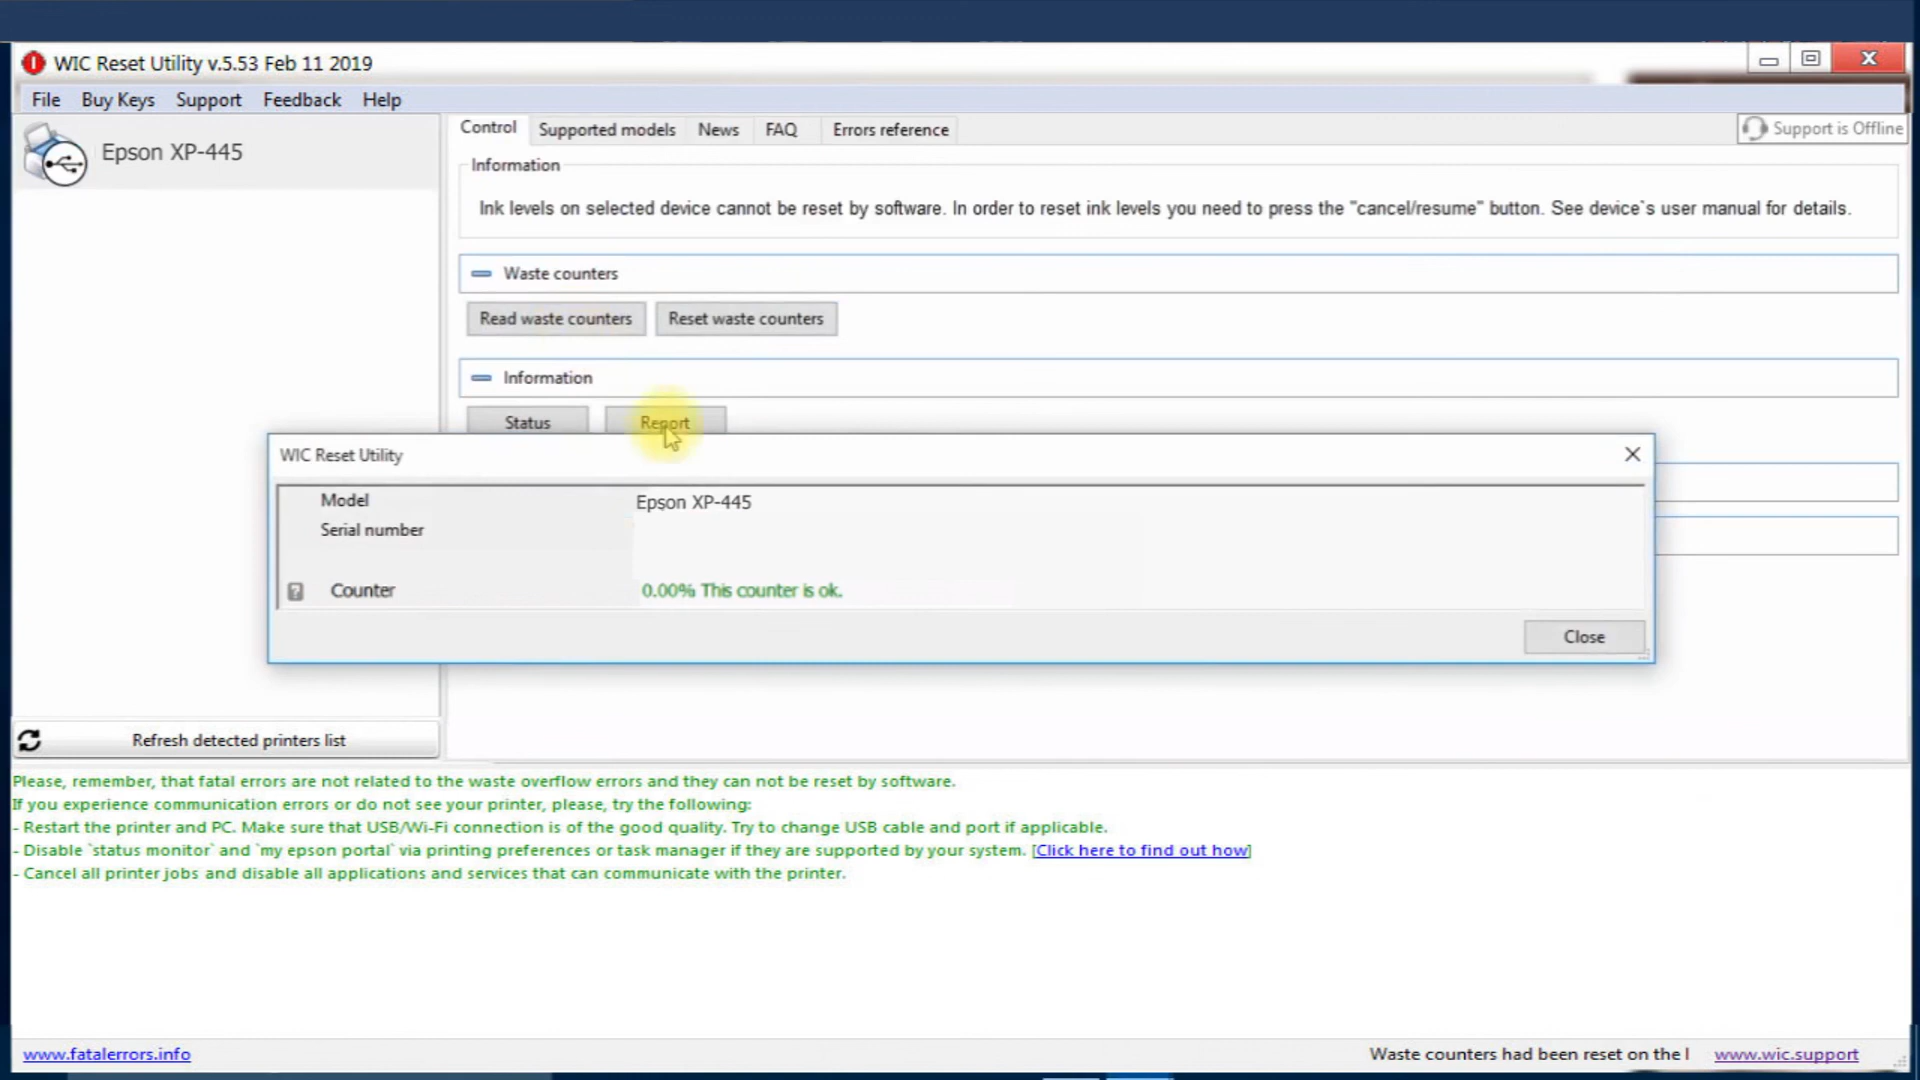 WIC Reset Utility v.5.53 Feb 11 2019
File Buy Keys Support Feedback Help
Epson XP-445
Control Supported models News FAQ Errors reference
Support is Offline
Information
Ink levels on selected device cannot be reset by software. In order to reset ink levels you need to press the "cancel/resume" button. See device`s user manual for details.
Waste counters
Read waste counters Reset waste counters
Information
Status Report
WIC Reset Utility
Model Epson XP-445
Serial number
? Counter 0.00% This counter is ok.
Close
Refresh detected printers list
Please, remember, that fatal errors are not related to the waste overflow errors and they can not be reset by software.
If you experience communication errors or do not see your printer, please, try the following:
- Restart the printer and PC. Make sure that USB/Wi-Fi connection is of the good quality. Try to change USB cable and port if applicable.
- Disable `status monitor` and `my epson portal` via printing preferences or task manager if they are supported by your system. [Click here to find out how]
- Cancel all printer jobs and disable all applications and services that can communicate with the printer.
www.fatalerrors.info Waste counters had been reset on the l www.wic.support